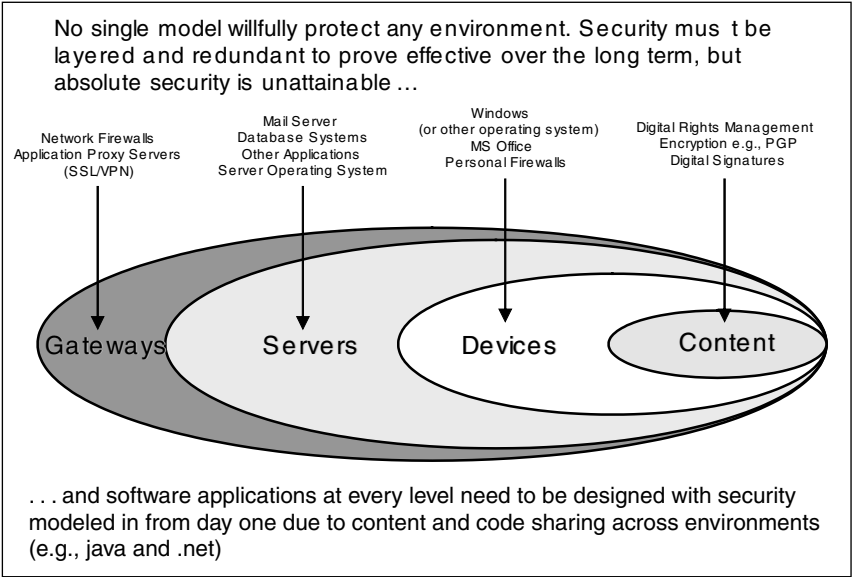 No single model willfully protect any environment. Security mus t be
layered and redundant to prove effective over the long term, but
absolute security is unattainable ...
Network Firewalls
Application Proxy Servers
(SSL/VPN)
Mail Server
Database Systems
Other Applications
Server Operating System
Windows
(or other operating system)
MS Office
Personal Firewalls
Digital Rights Management
Encryption e.g., PGP
Digital Signatures
Gateways
Servers
Devices
Content
. . . and software applications at every level need to be designed with security
modeled in from day one due to content and code sharing across environments
(e.g., java and .net)